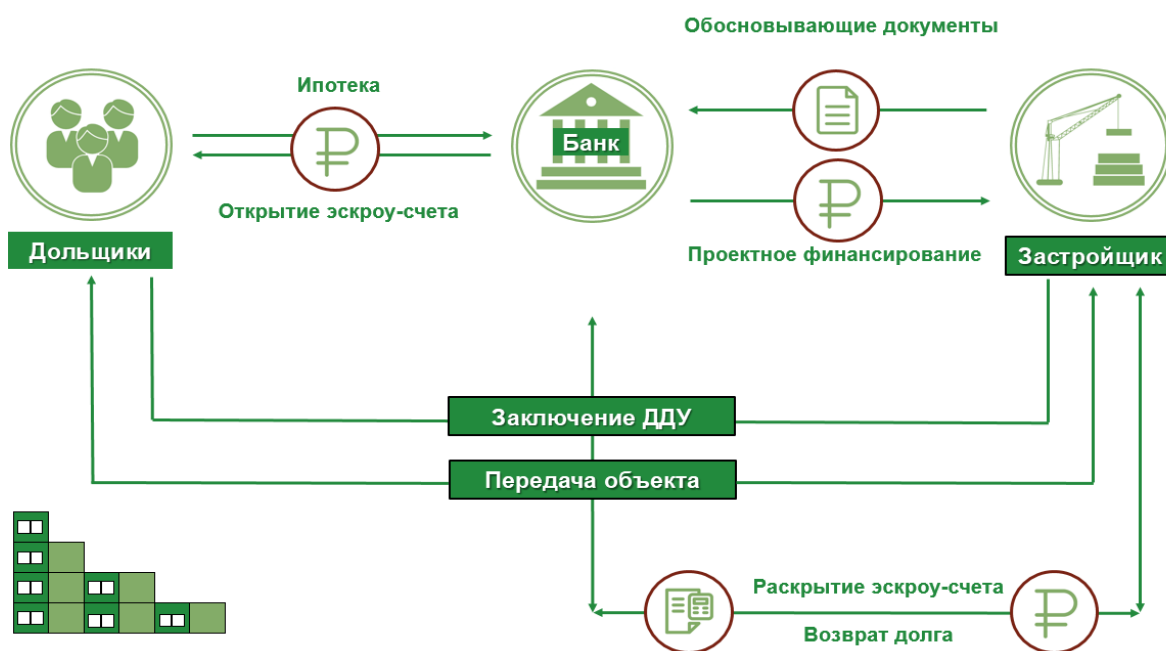 Обосновывающие документы
Ипотека
Банк
Открытие эскроу-счета
Дольщики
Проектное финансирование
Застройщик
Заключение ДДУ
Передача объекта
Раскрытие эскроу-счета
Возврат долга